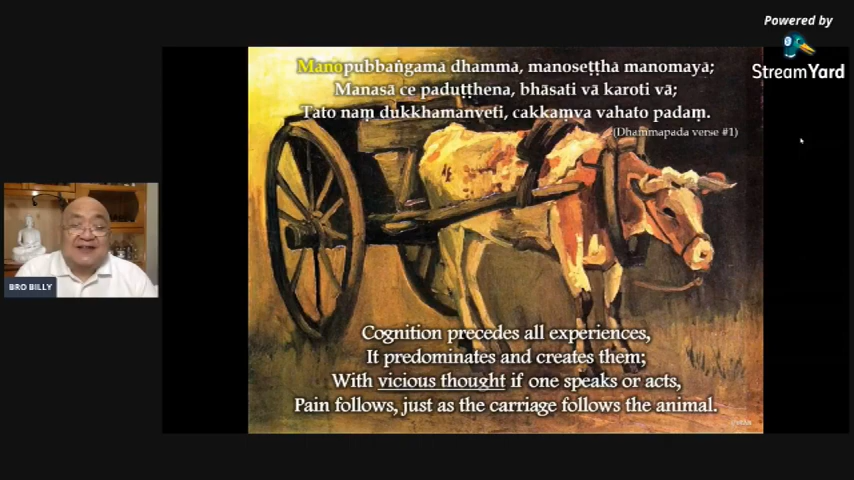 Powered by
StreamYard
Manopubbaṅgamā dhammā, manoseṭṭhā manomayā;
Manasā ce paduṭṭhena, bhāsati vā karoti vā;
Tato naṃ dukkhamanveti, cakkaṃva vahato padaṃ.
(Dhammapada verse #1)
BRO BILLY
Cognition precedes all experiences,
It predominates and creates them;
With vicious thought if one speaks or acts,
Pain follows, just as the carriage follows the animal.